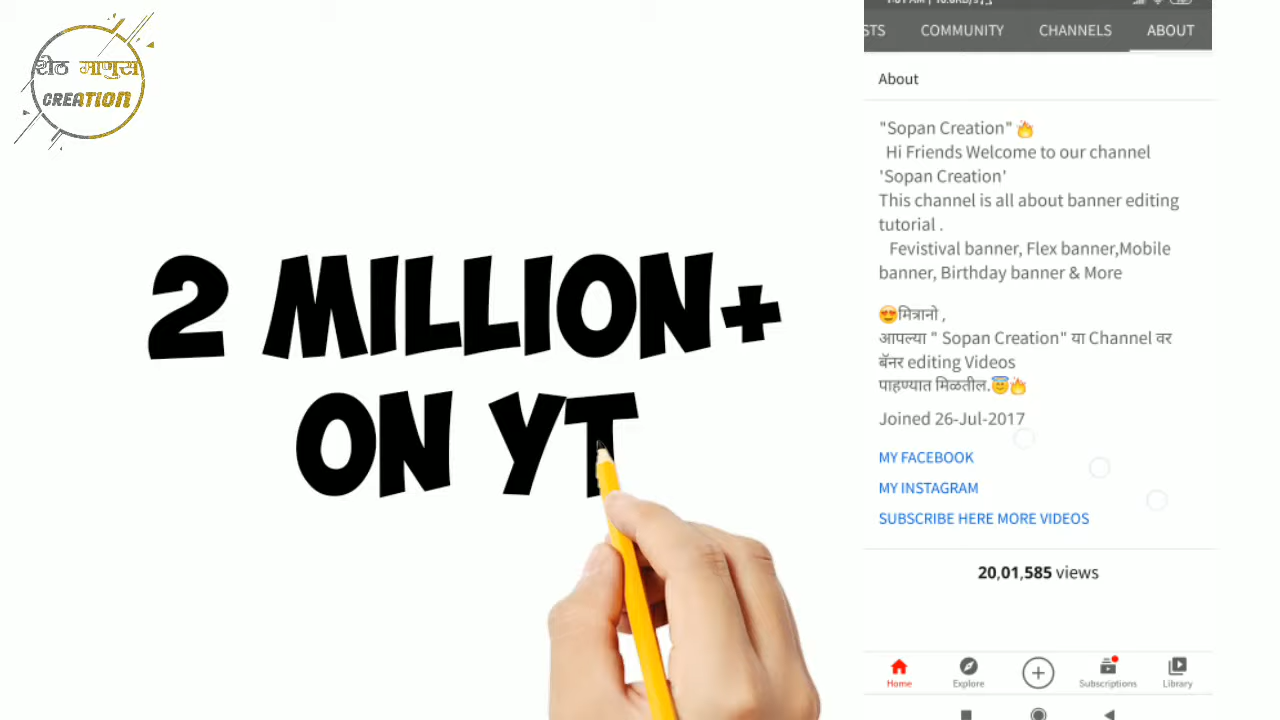 शेठ माणुस
CREATION
2 MILLION+
ON YT
STS COMMUNITY CHANNELS ABOUT
About
"Sopan Creation" 🔥
Hi Friends Welcome to our channel
'Sopan Creation'
This channel is all about banner editing
tutorial .
Fevistival banner, Flex banner,Mobile
banner, Birthday banner & More
😍मित्रानो ,
आपल्या " Sopan Creation" या Channel वर
बॅनर editing Videos
पाहण्यात मिळतील.😇🔥
Joined 26-Jul-2017
MY FACEBOOK
MY INSTAGRAM
SUBSCRIBE HERE MORE VIDEOS
20,01,585 views
Home Explore Subscriptions Library